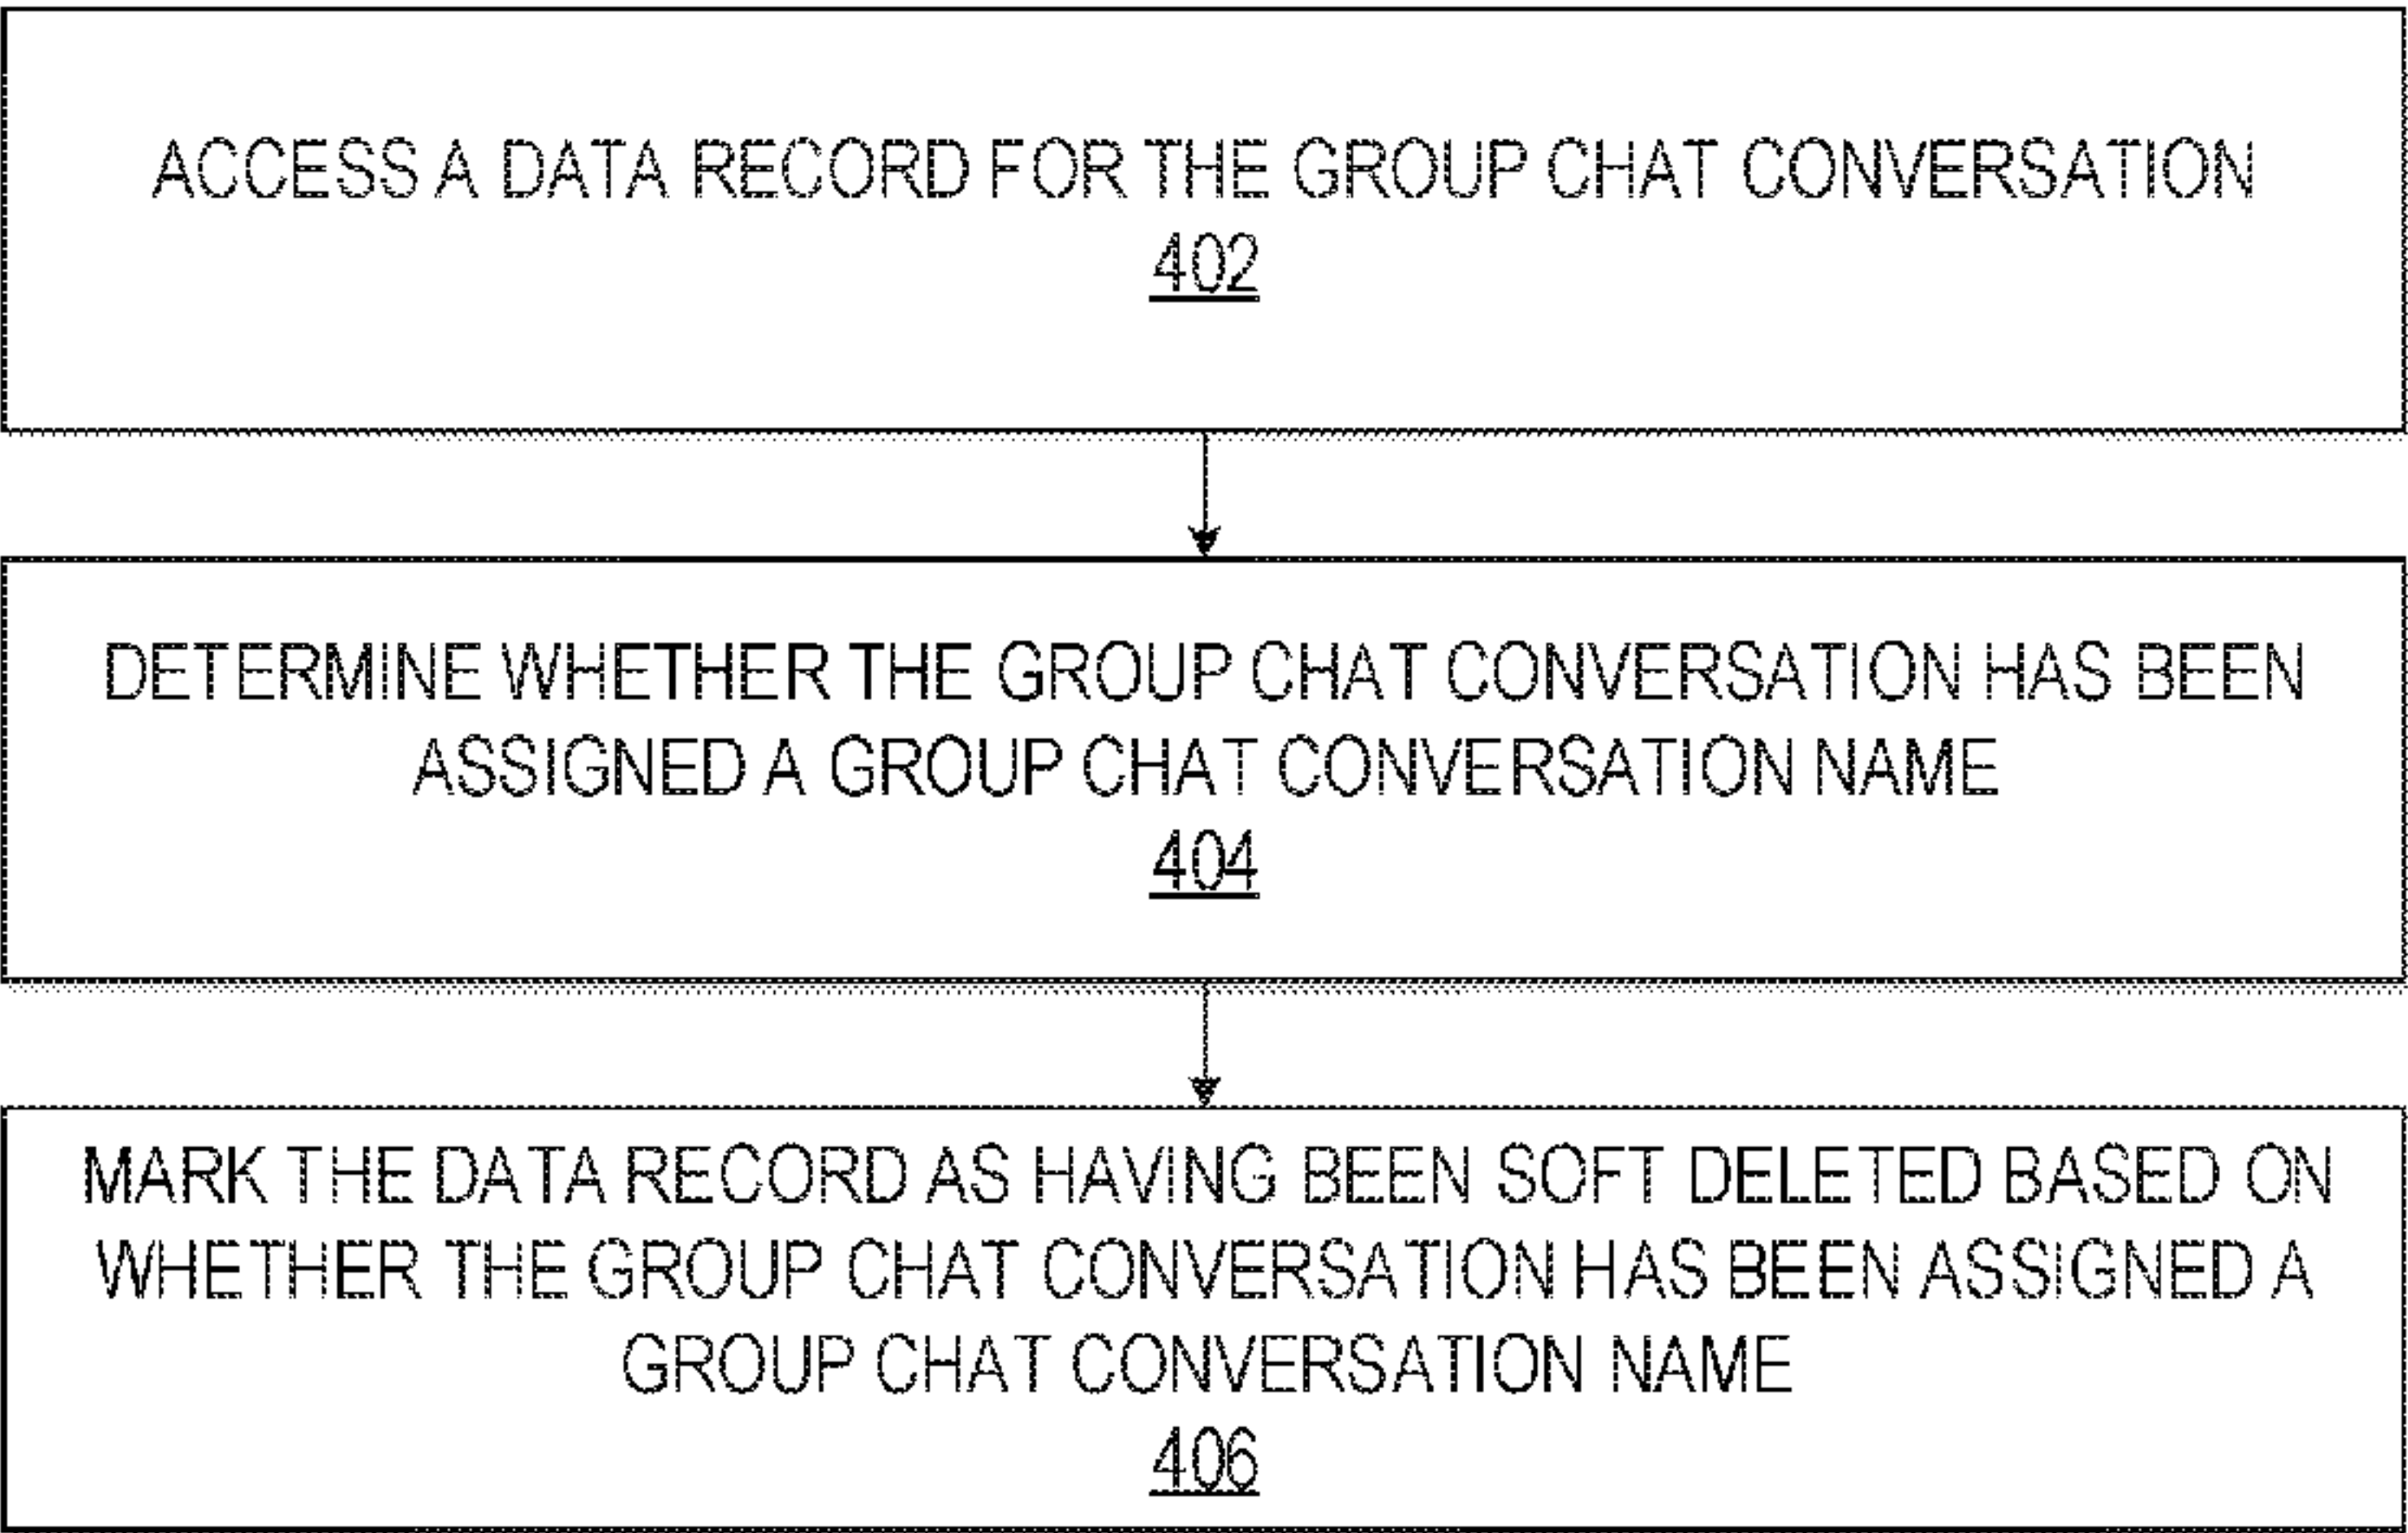 ACCESS A DATA RECORD FOR THE GROUP CHAT CONVERSATION
402
DETERMINE WHETHER THE GROUP CHAT CONVERSATION HAS BEEN
ASSIGNED A GROUP CHAT CONVERSATION NAME
404
MARK THE DATA RECORD AS HAVING BEEN SOFT DELETED BASED ON
WHETHER THE GROUP CHAT CONVERSATION HAS BEEN ASSIGNED A
GROUP CHAT CONVERSATION NAME
406